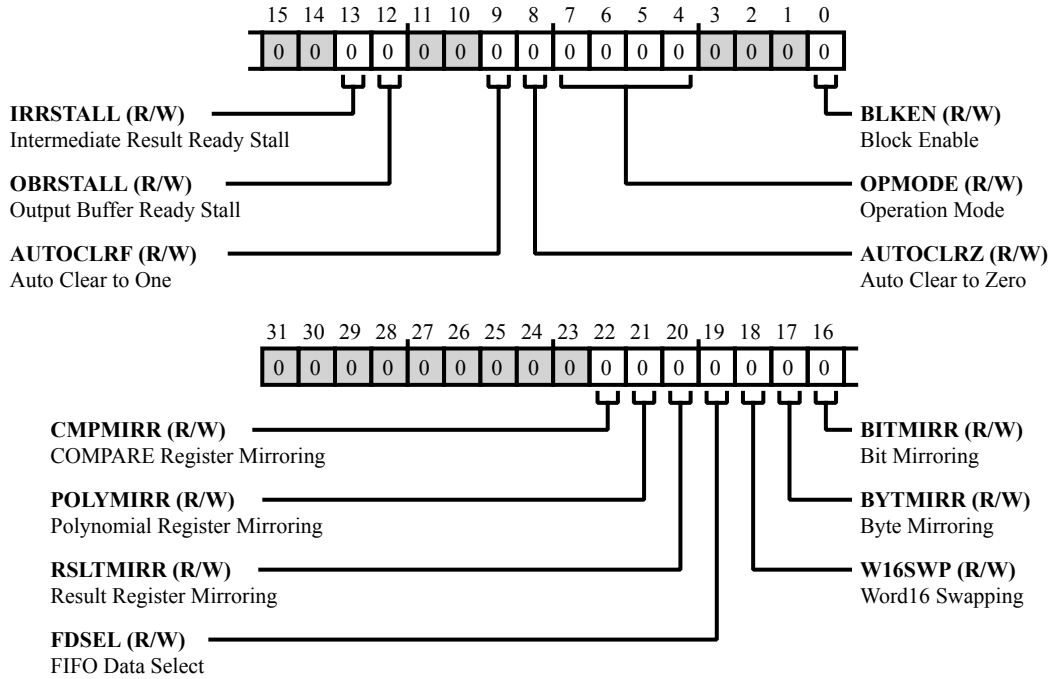 15 14 13 12 11 10 9 8 7 6 5 4 3 2 1 0
0 0 0 0 0 0 0 0 0 0 0 0 0 0 0 0
IRRSTALL (R/W)
Intermediate Result Ready Stall
BLKEN (R/W)
Block Enable
OBRSTALL (R/W)
Output Buffer Ready Stall
OPMODE (R/W)
Operation Mode
AUTOCLRF (R/W)
Auto Clear to One
AUTOCLRZ (R/W)
Auto Clear to Zero
31 30 29 28 27 26 25 24 23 22 21 20 19 18 17 16
0 0 0 0 0 0 0 0 0 0 0 0 0 0 0 0
CMPMIRR (R/W)
COMPARE Register Mirroring
BITMIRR (R/W)
Bit Mirroring
POLYMIRR (R/W)
Polynomial Register Mirroring
BYTMIRR (R/W)
Byte Mirroring
RSLTMIRR (R/W)
Result Register Mirroring
W16SWP (R/W)
Word16 Swapping
FDSEL (R/W)
FIFO Data Select